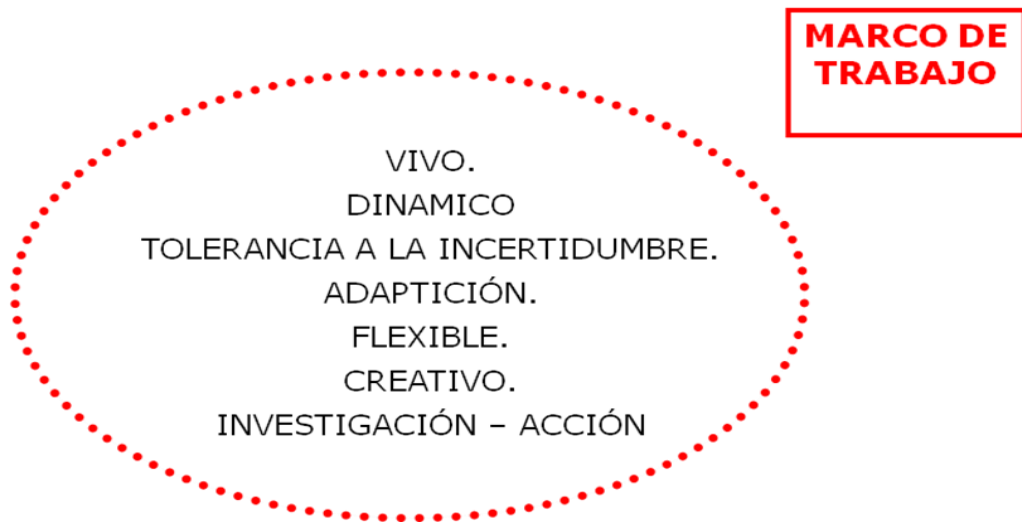 MARCO DE
TRABAJO
VIVO.
DINAMICO
TOLERANCIA A LA INCERTIDUMBRE.
ADAPTICIÓN.
FLEXIBLE.
CREATIVO.
INVESTIGACIÓN – ACCIÓN